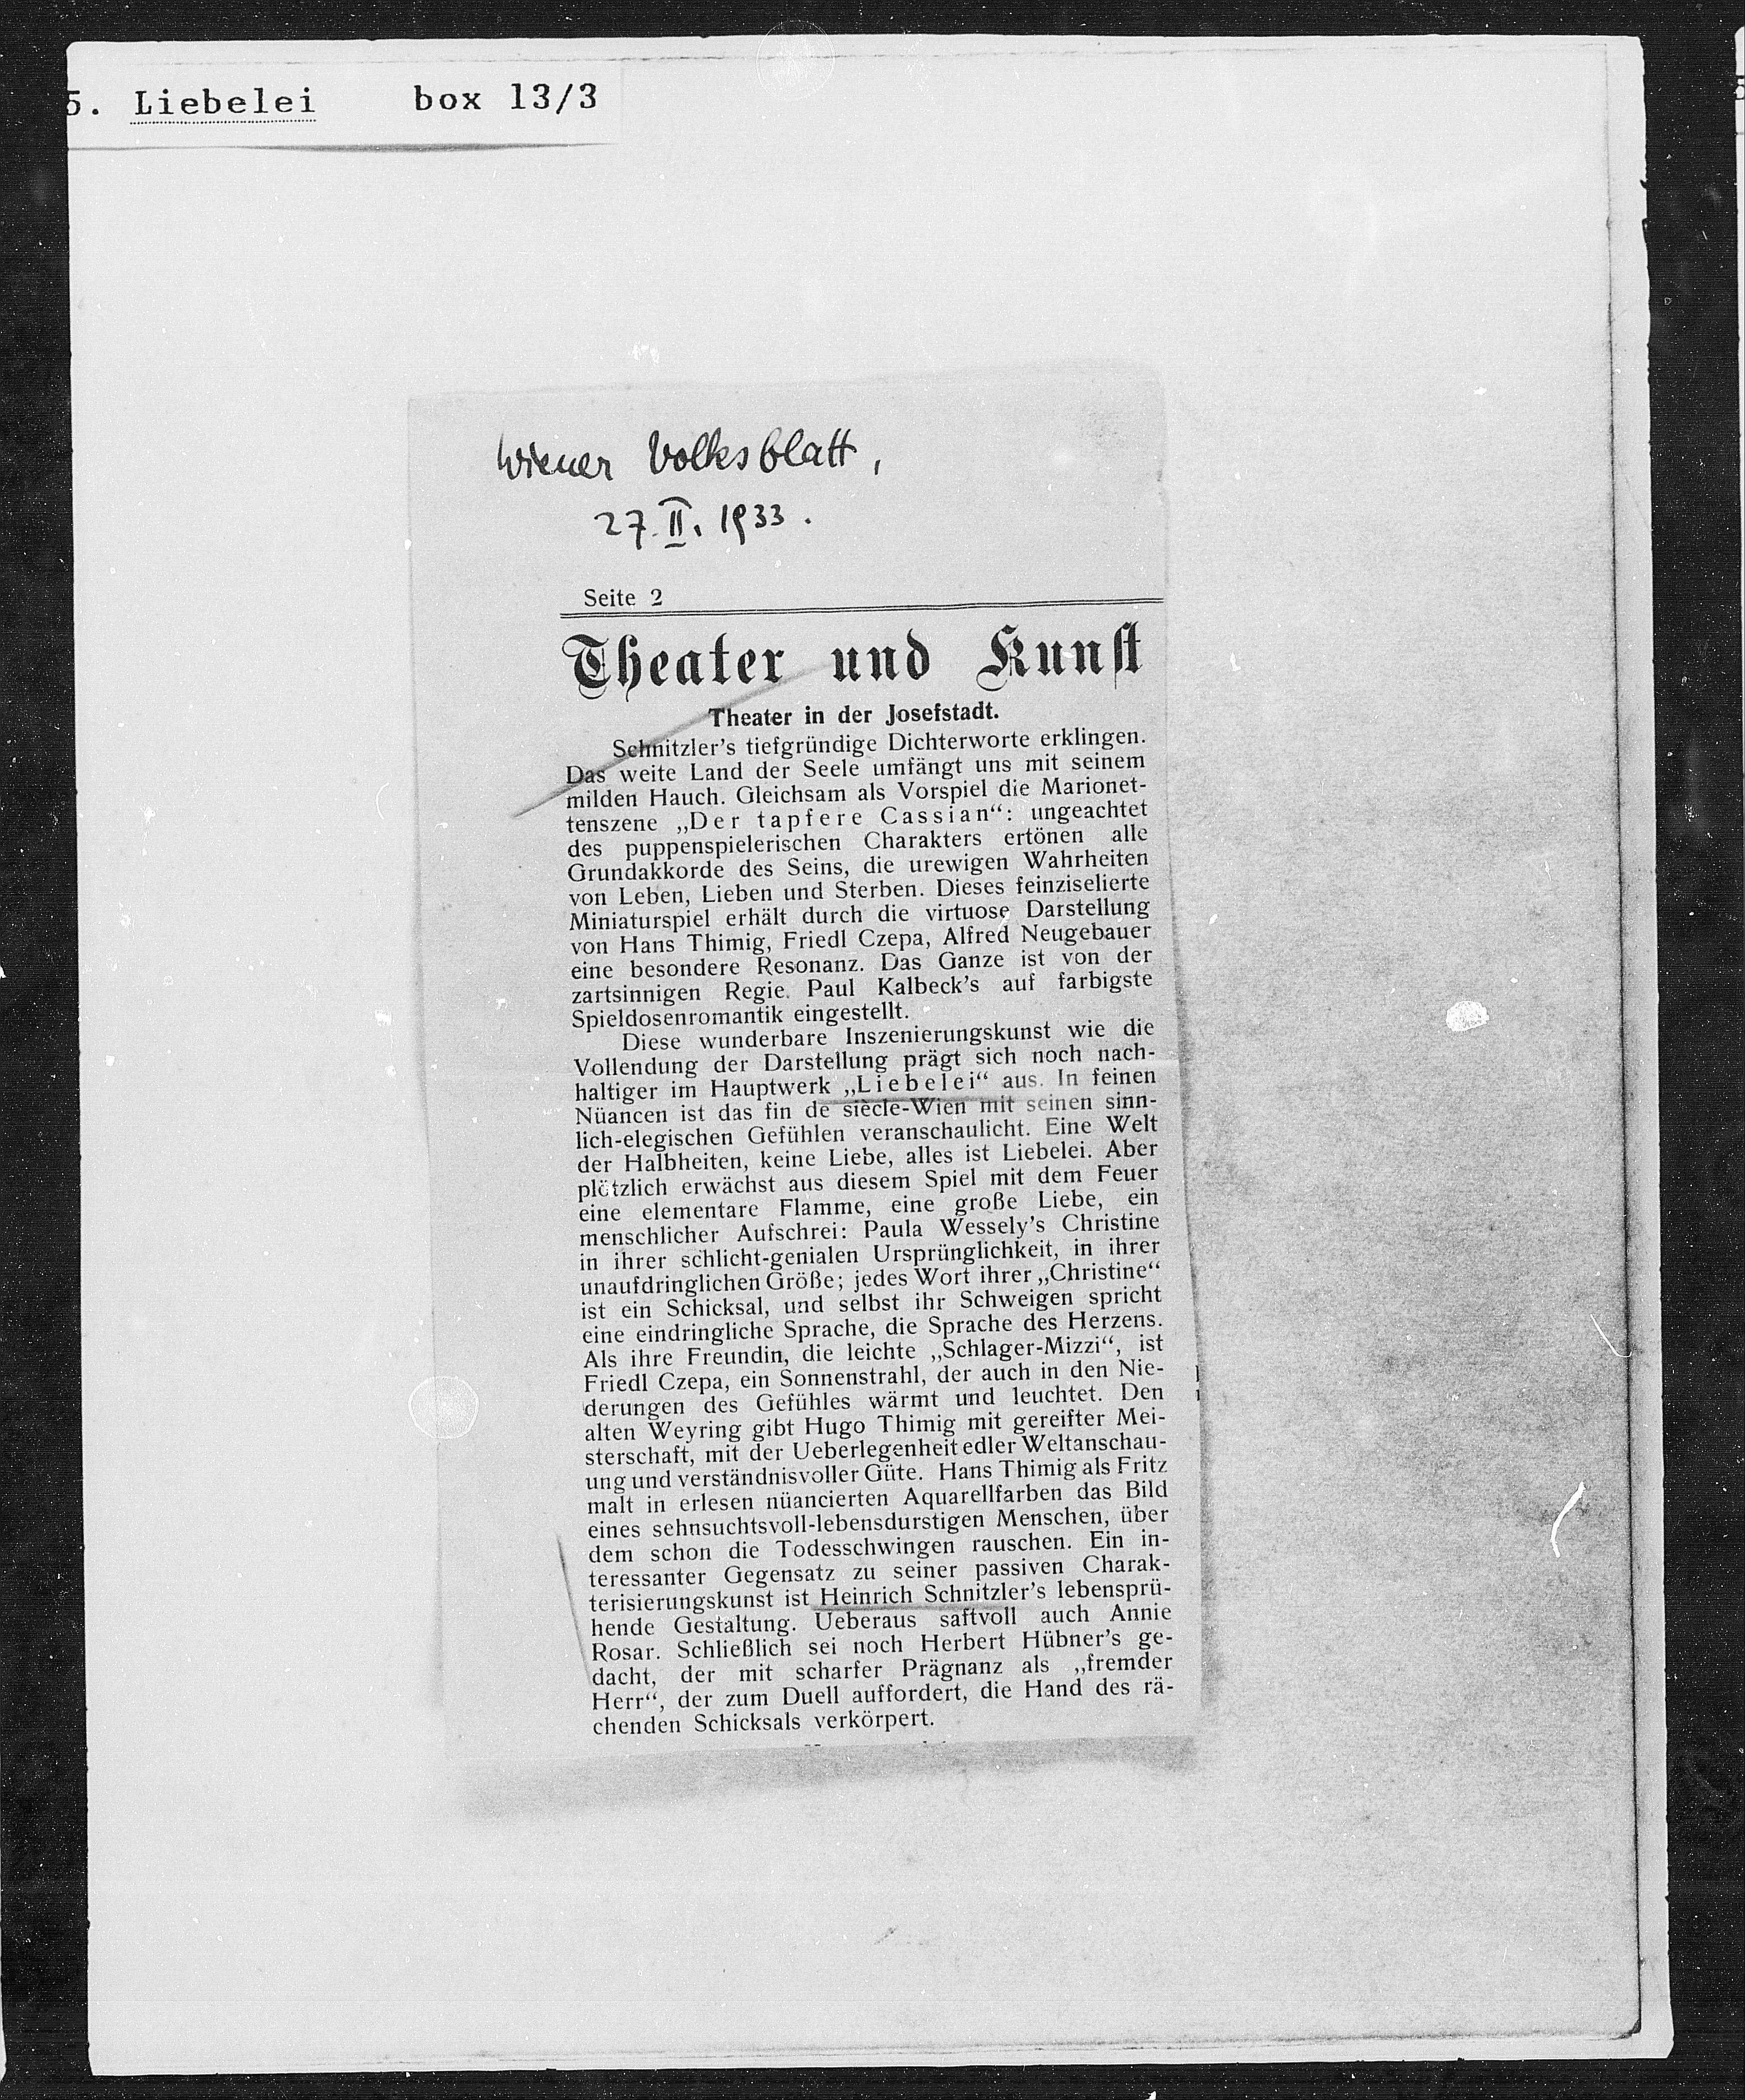 5. Liebelei box 13/3
Wiener Volksblatt,
27. II. 1933.
Seite 2
Theater und Kunst
Theater in der Josefstadt.
Schnitzler's tiefgründige Dichterworte erklingen.
Das weite Land der Seele umfängt uns mit seinem
milden Hauch. Gleichsam als Vorspiel die Marionet-
tenszene „Der tapfere Cassian“: ungeachtet
des puppenspielerischen Charakters ertönen alle
Grundakkorde des Seins, die urewigen Wahrheiten
von Leben, Lieben und Sterben. Dieses feinziselierte
Miniaturspiel erhält durch die virtuose Darstellung
von Hans Thimig, Friedl Czepa, Alfred Neugebauer
eine besondere Resonanz. Das Ganze ist von der
zartsinnigen Regie Paul Kalbeck's auf farbigste
Spieldosenromantik eingestellt.
Diese wunderbare Inszenierungskunst wie die
Vollendung der Darstellung prägt sich noch nach-
haltiger im Hauptwerk „Liebelei“ aus. In feinen
Nüancen ist das fin de siècle-Wien mit seinen sinn-
lich-elegischen Gefühlen veranschaulicht. Eine Welt
der Halbheiten, keine Liebe, alles ist Liebelei. Aber
plötzlich erwächst aus diesem Spiel mit dem Feuer
eine elementare Flamme, eine große Liebe, ein
menschlicher Aufschrei: Paula Wessely's Christine
in ihrer schlicht-genialen Ursprünglichkeit, in ihrer
unaufdringlichen Größe; jedes Wort ihrer „Christine“
ist ein Schicksal, und selbst ihr Schweigen spricht
eine eindringliche Sprache, die Sprache des Herzens.
Als ihre Freundin, die leichte „Schlager-Mizzi“, ist
Friedl Czepa, ein Sonnenstrahl, der auch in den Nie-
derungen des Gefühles wärmt und leuchtet. Den
alten Weyring gibt Hugo Thimig mit gereifter Mei-
sterschaft, mit der Ueberlegenheit edler Weltanschau-
ung und verständnisvoller Güte. Hans Thimig als Fritz
malt in erlesen nüancierten Aquarellfarben das Bild
eines sehnsuchtsvoll-lebensdurstigen Menschen, über
dem schon die Todesschwingen rauschen. Ein in-
teressanter Gegensatz zu seiner passiven Charak-
terisierungskunst ist Heinrich Schnitzler's lebensprü-
hende Gestaltung. Ueberaus saftvoll auch Annie
Rosar. Schließlich sei noch Herbert Hübner's ge-
dacht, der mit scharfer Prägnanz als „fremder
Herr“, der zum Duell auffordert, die Hand des rä-
chenden Schicksals verkörpert.